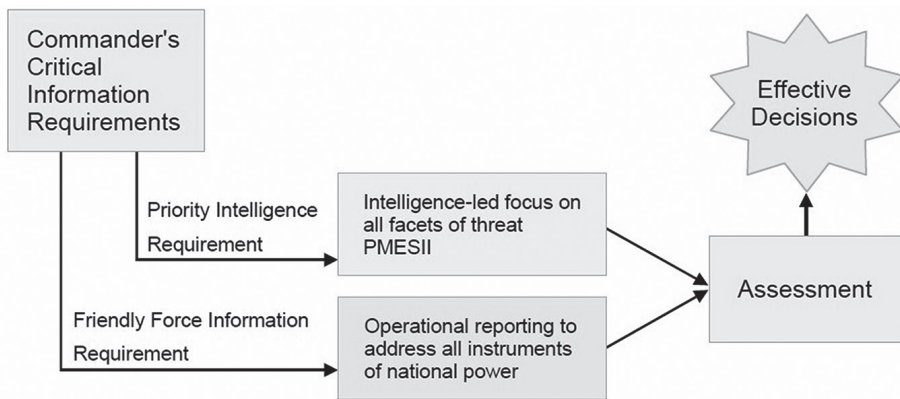 Commander's
Critical
Information
Requirements
Priority Intelligence
Requirement
Friendly Force Information
Requirement
Intelligence-led focus on
all facets of threat
PMESII
Operational reporting to
address all instruments
of national power
Assessment
Effective
Decisions